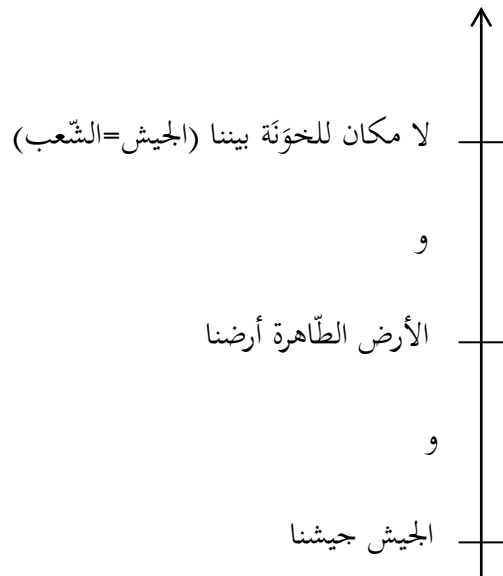 لا مكان للخوَنَة بيننا (الجيش=الشّعب)
و
الأرض الطّاهرة أرضنا
و
الجيش جيشنا